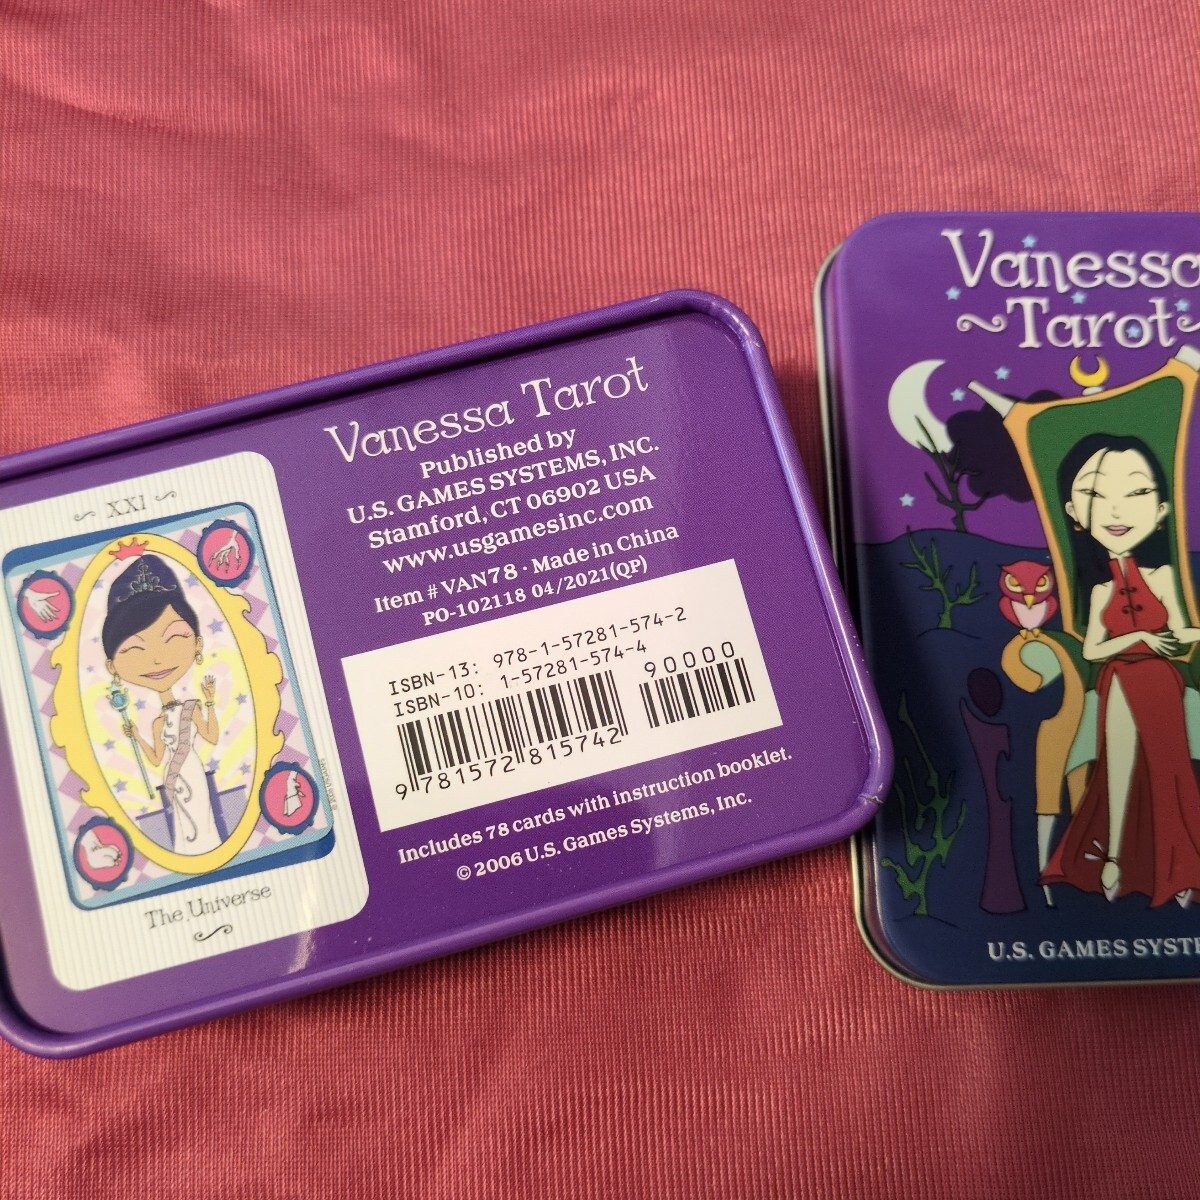 Vanessa Tarot
Published by
U.S. GAMES SYSTEMS, INC.
Stamford, CT 06902 USA
www.usgamesinc.com
Item # VAN78 · Made in China
PO-102118 04/2021(QP)
ISBN-13: 978-1-57281-574-2
ISBN-10: 1-57281-574-4
90000
9 781572 815742
Includes 78 cards with instruction booklet.
© 2006 U.S. Games Systems, Inc.
XXI
The Universe
Vanessa
~Tarot~
U.S. GAMES SYSTE